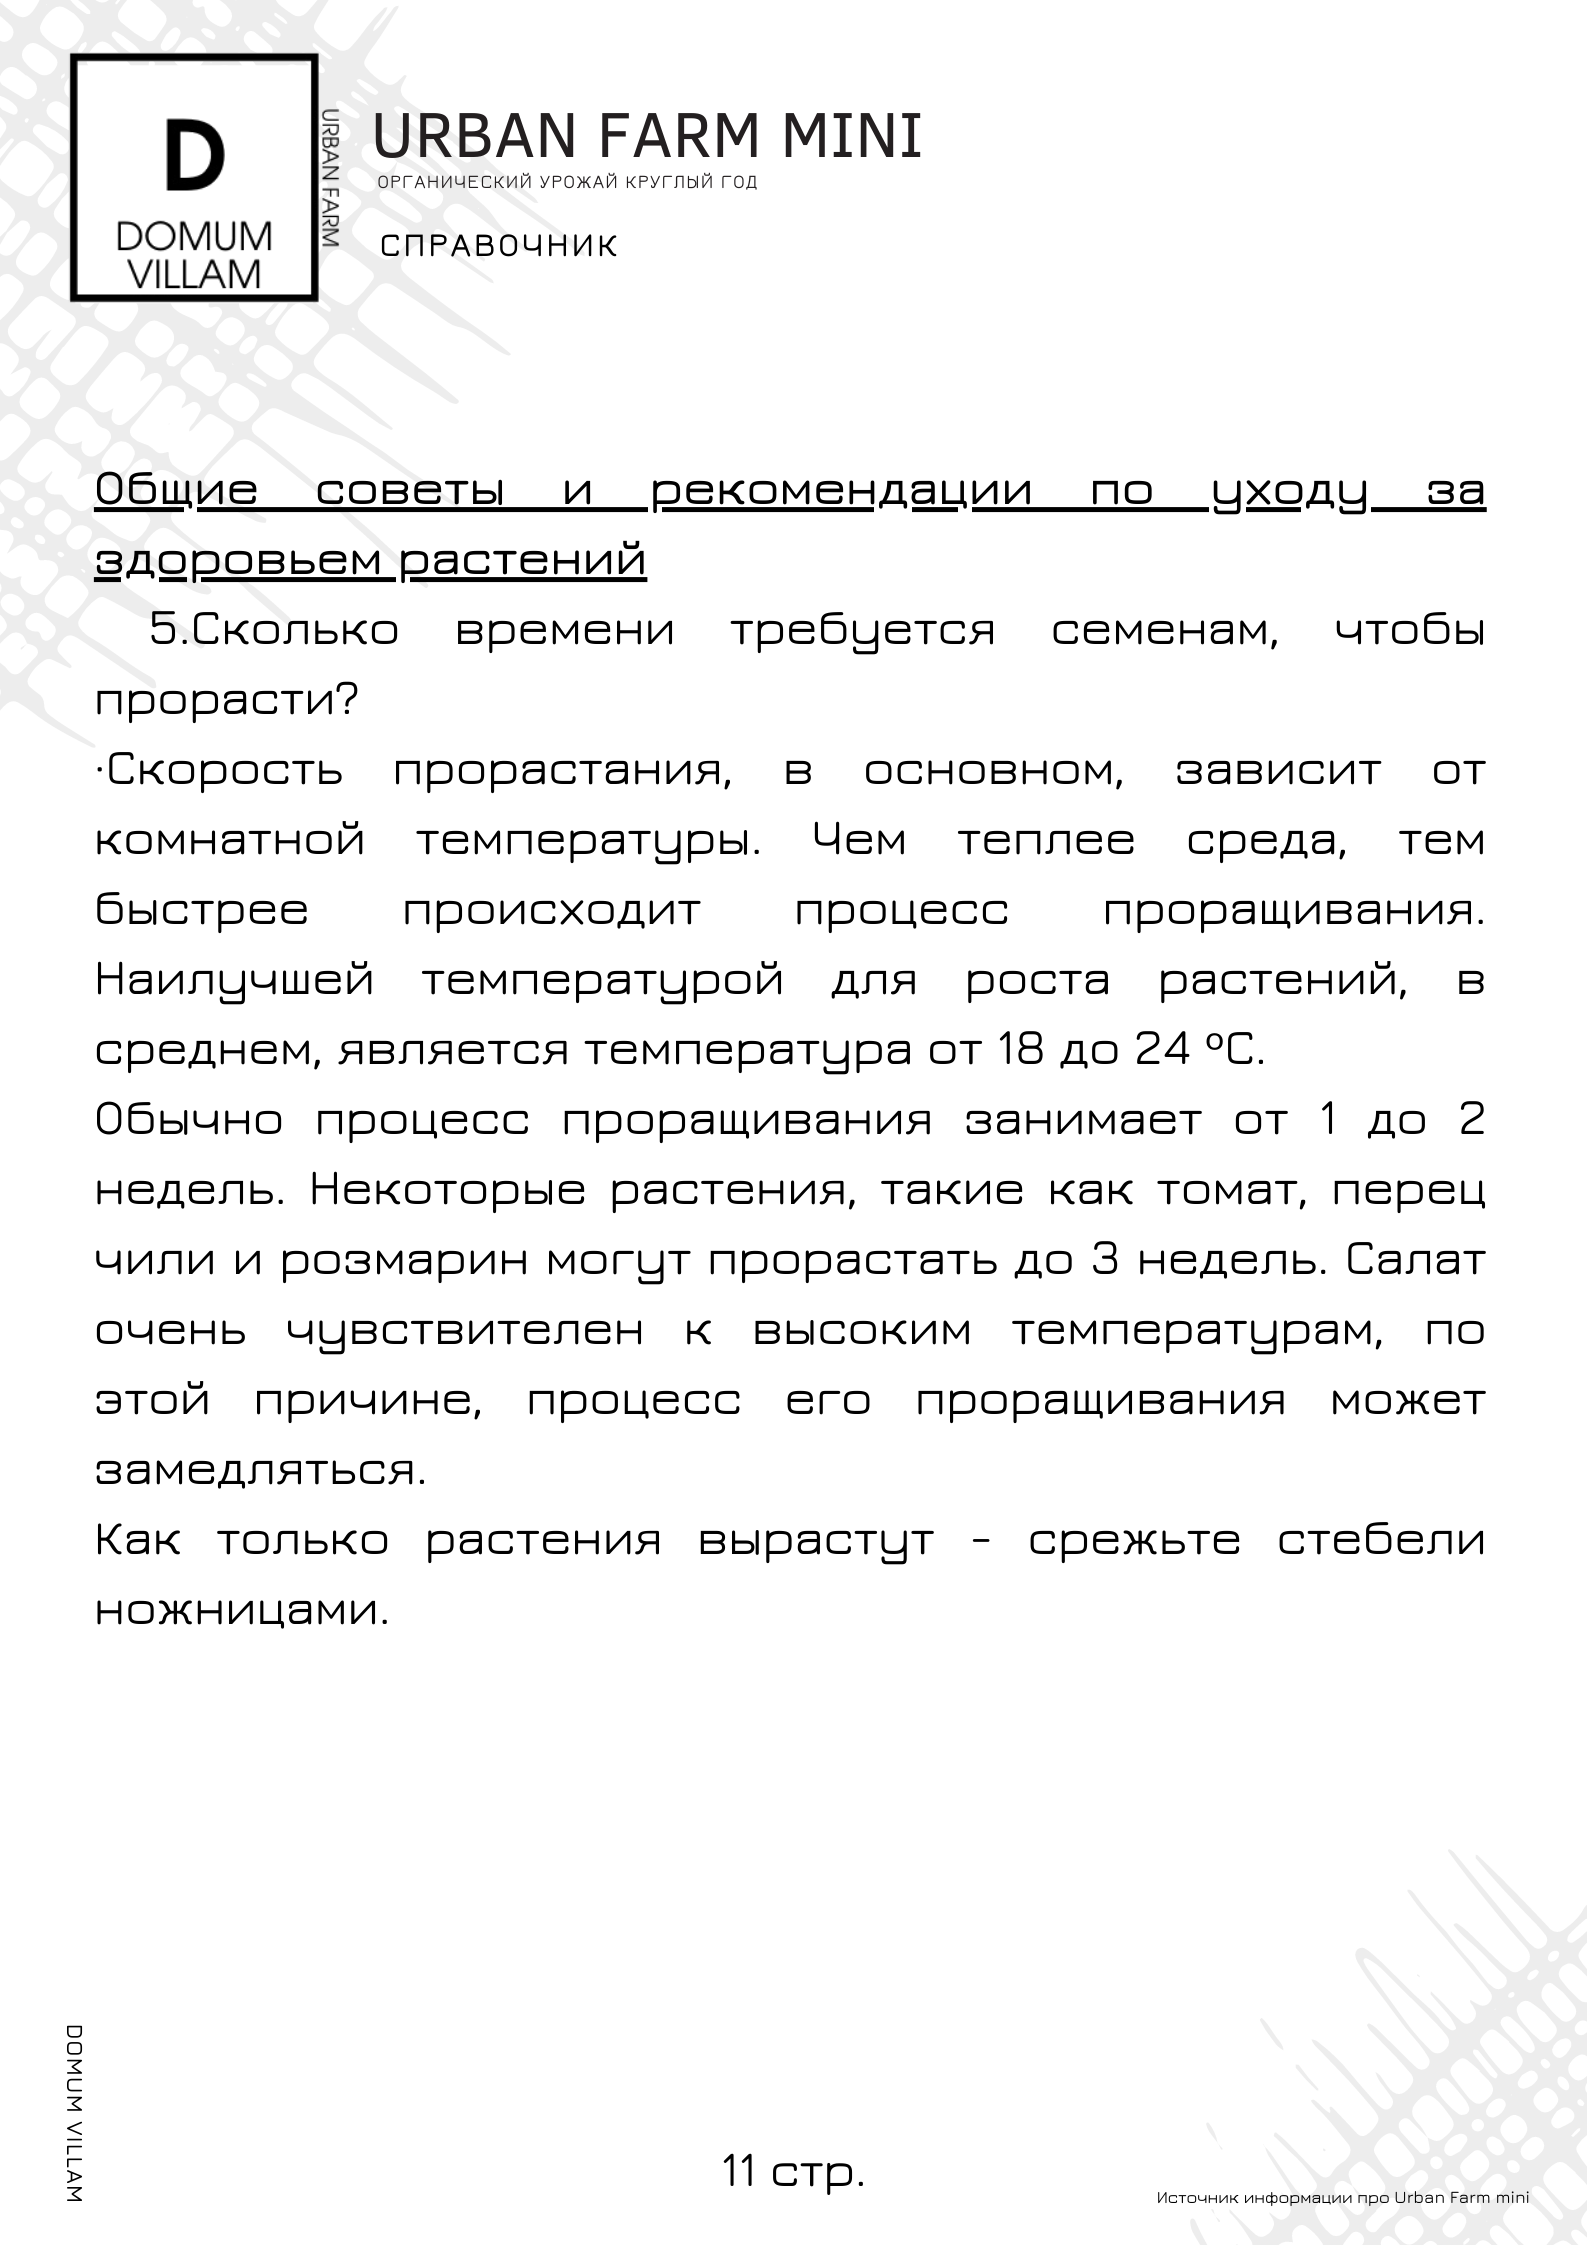 D
DOMUM
VILLAM
URBAN FARM
URBAN FARM MINI
ОРГАНИЧЕСКИЙ УРОЖАЙ КРУГЛЫЙ ГОД
СПРАВОЧНИК
Общие советы и рекомендации по уходу за
здоровьем растений
5.Сколько времени требуется семенам, чтобы
прорасти?
·Скорость прорастания, в основном, зависит от
комнатной температуры. Чем теплее среда, тем
быстрее происходит процесс проращивания.
Наилучшей температурой для роста растений, в
среднем, является температура от 18 до 24 ºС.
Обычно процесс проращивания занимает от 1 до 2
недель. Некоторые растения, такие как томат, перец
чили и розмарин могут прорастать до 3 недель. Салат
очень чувствителен к высоким температурам, по
этой причине, процесс его проращивания может
замедляться.
Как только растения вырастут - срежьте стебели
ножницами.
DOMUM VILLAM
11 стр.
Источник информации про Urban Farm mini